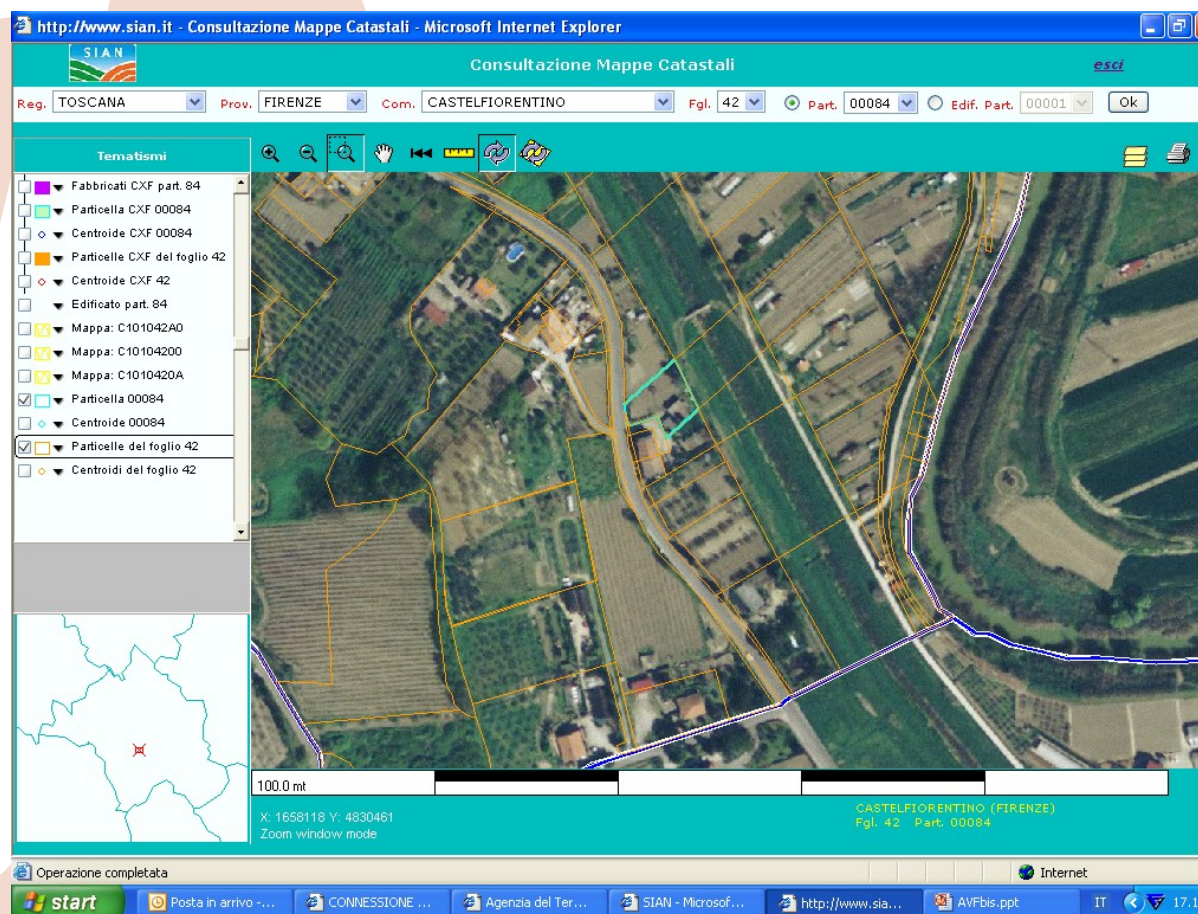 http://www.sian.it - Consultazione Mappe Catastali - Microsoft Internet Explorer
SIAN
Consultazione Mappe Catastali
esci
Reg. TOSCANA Prov. FIRENZE Com. CASTELFIORENTINO Fgl. 42 Part. 00084 Edif. Part. 00001 Ok
Tematismi
Fabbricati CXF part. 84
Particella CXF 00084
Centroide CXF 00084
Particelle CXF del foglio 42
Centroide CXF 42
Edificato part. 84
Mappa: C101042A0
Mappa: C10104200
Mappa: C1010420A
Particella 00084
Centroide 00084
Particelle del foglio 42
Centroidi del foglio 42
100.0 mt
X: 1658118 Y: 4830461
Zoom window mode
CASTELFIORENTINO (FIRENZE)
Fgl. 42 Part. 00084
Operazione completata
Internet
start Posta in arrivo -... CONNESSIONE ... Agenzia del Ter... SIAN - Microsof... http://www.sia... AVFbis.ppt IT 17.1